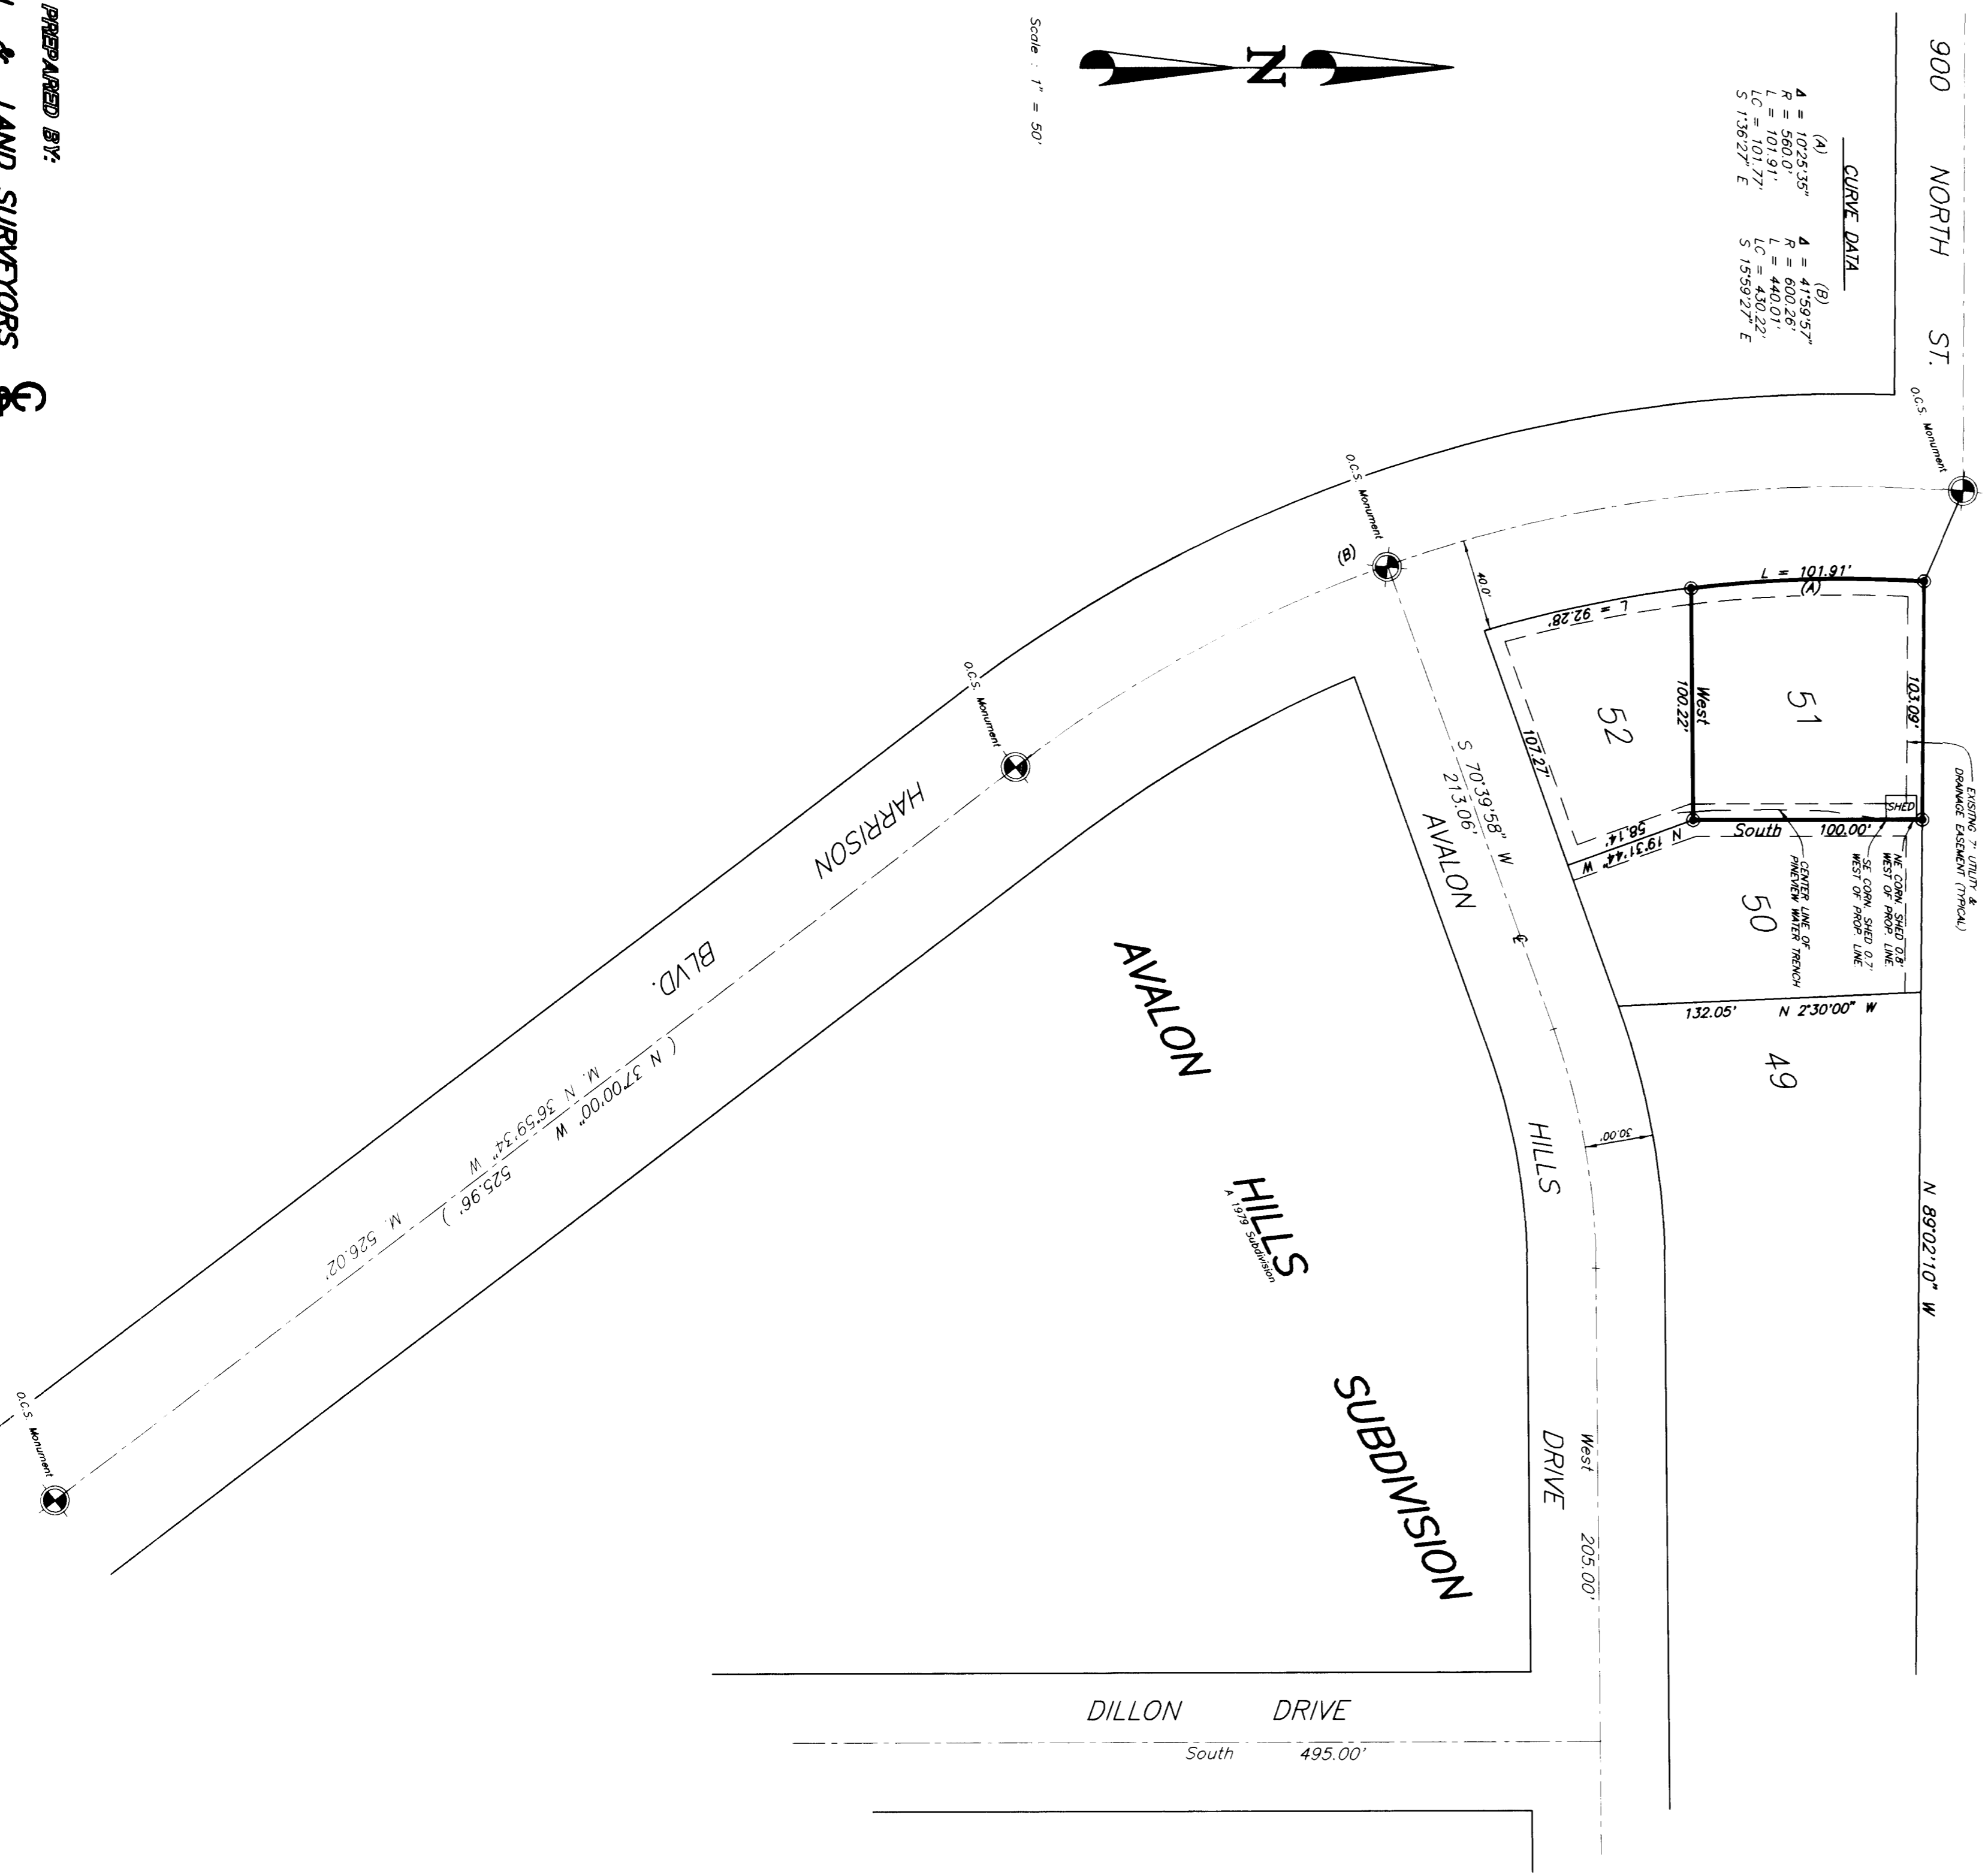 900 NORTH ST.
CURVE DATA
(A)
Δ = 10°25'35"
R = 560.0'
L = 101.91'
LC = 101.77'
S 1°36'27" E
(B)
Δ = 41°59'57"
R = 600.26'
L = 440.01'
LC = 430.22'
S 15°59'27" E
N
Scale : 1" = 50'
PREPARED BY:
& LAND SURVEYORS
O.C.S. Monument
O.C.S. Monument
O.C.S. Monument
O.C.S. Monument
(B)
EXISTING 7' UTILITY &
DRAINAGE EASEMENT (TYPICAL)
103.09'
L = 101.91'
(A)
51
SHED
NE CORN. SHED 0.8'
WEST OF PROP. LINE
SE CORN. SHED 0.7'
WEST OF PROP. LINE
CENTER LINE OF
PINEVIEW WATER TRENCH
South 100.00'
West
100.22'
52
L = 92.28'
40.0'
107.27'
N 19°31'44" W
58.14'
50
N 2°30'00" W
132.05'
49
N 89°02'10" W
S 70°39'58" W
213.06'
AVALON HILLS DRIVE
℄
30.00'
West 205.00'
HARRISON BLVD.
( N 37°00'00" W 525.96' )
M. N 36°59'34" W M. 526.02'
AVALON HILLS SUBDIVISION
A 1979 Subdivision
DILLON DRIVE
South 495.00'